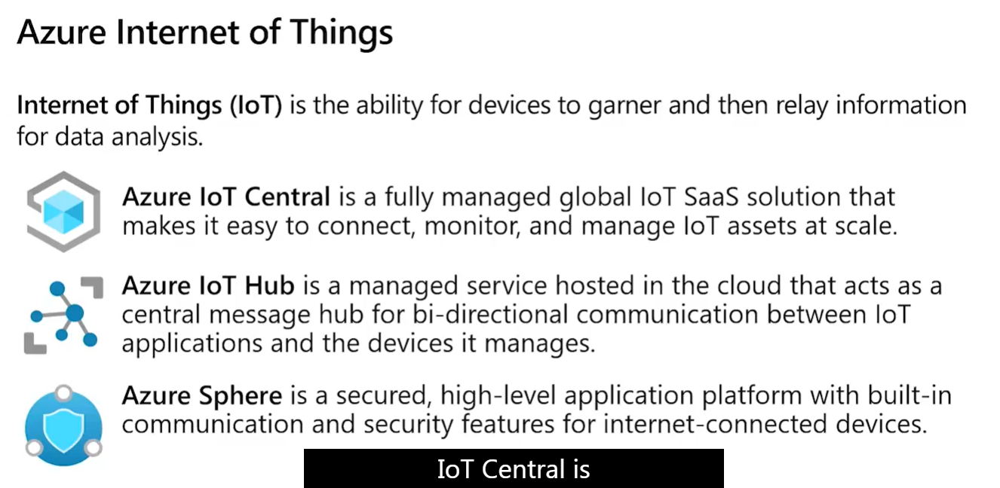 Azure Internet of Things
Internet of Things (IoT) is the ability for devices to garner and then relay information
for data analysis.
Azure IoT Central is a fully managed global IoT SaaS solution that
makes it easy to connect, monitor, and manage IoT assets at scale.
Azure IoT Hub is a managed service hosted in the cloud that acts as a
central message hub for bi-directional communication between IoT
applications and the devices it manages.
Azure Sphere is a secured, high-level application platform with built-in
communication and security features for internet-connected devices.
IoT Central is